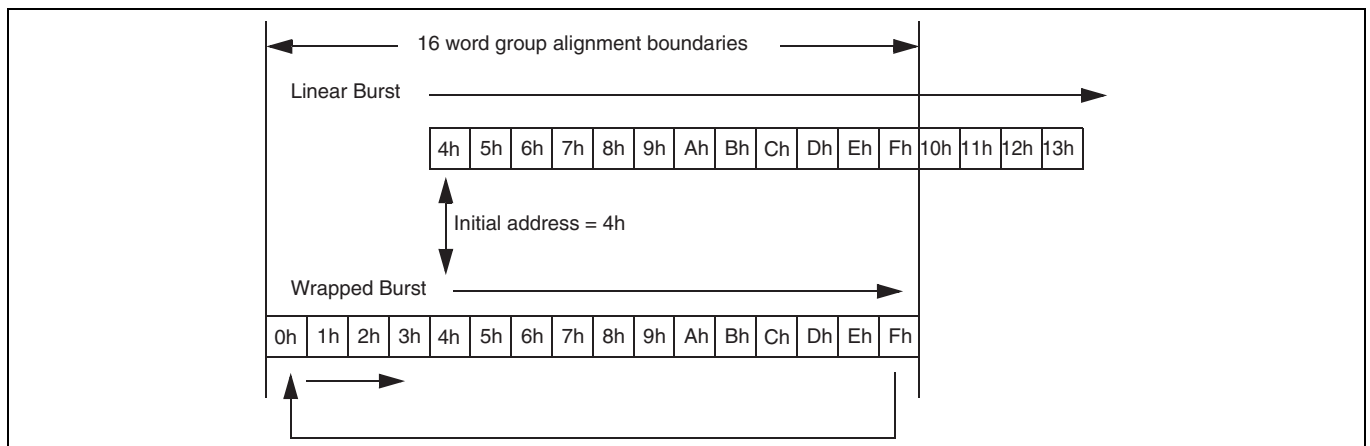 16 word group alignment boundaries
Linear Burst
4h 5h 6h 7h 8h 9h Ah Bh Ch Dh Eh Fh 10h 11h 12h 13h
Initial address = 4h
Wrapped Burst
0h 1h 2h 3h 4h 5h 6h 7h 8h 9h Ah Bh Ch Dh Eh Fh